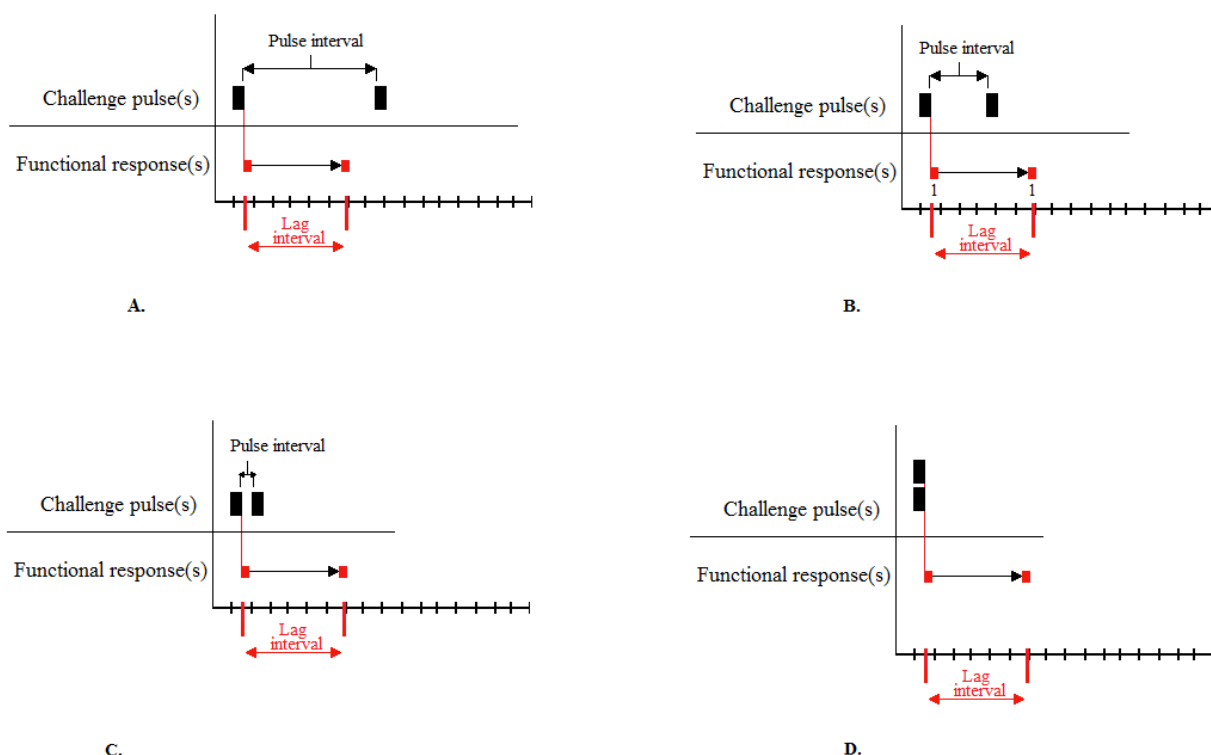 Pulse interval
Challenge pulse(s)
Functional response(s)
Lag
interval
A.
Pulse interval
Challenge pulse(s)
Functional response(s)
1 1
Lag
interval
B.
Pulse interval
Challenge pulse(s)
Functional response(s)
Lag
interval
C.
Challenge pulse(s)
Functional response(s)
Lag
interval
D.